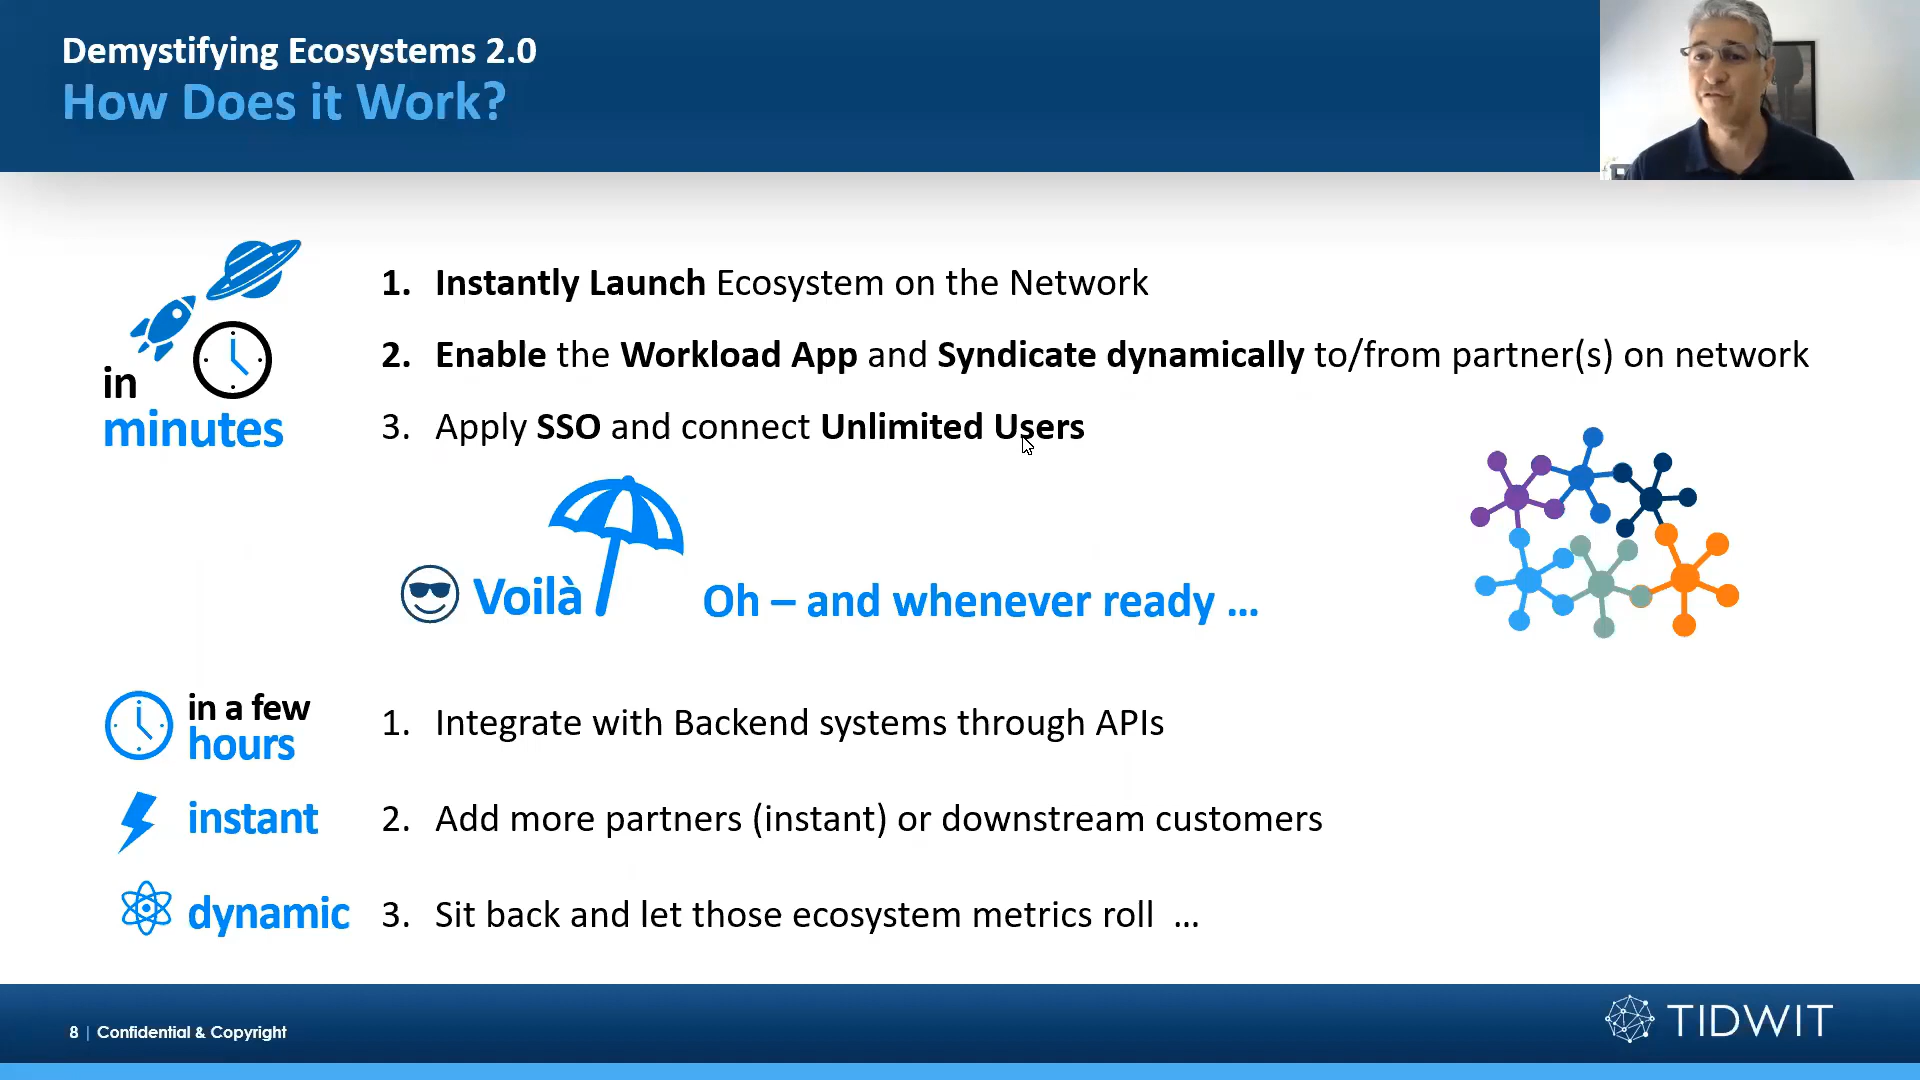 Demystifying Ecosystems 2.0
How Does it Work?
in
minutes
1. Instantly Launch Ecosystem on the Network
2. Enable the Workload App and Syndicate dynamically to/from partner(s) on network
3. Apply SSO and connect Unlimited Users
Voilà
Oh – and whenever ready ...
in a few
hours
1. Integrate with Backend systems through APIs
instant
2. Add more partners (instant) or downstream customers
dynamic
3. Sit back and let those ecosystem metrics roll ...
8 | Confidential & Copyright
TIDWIT